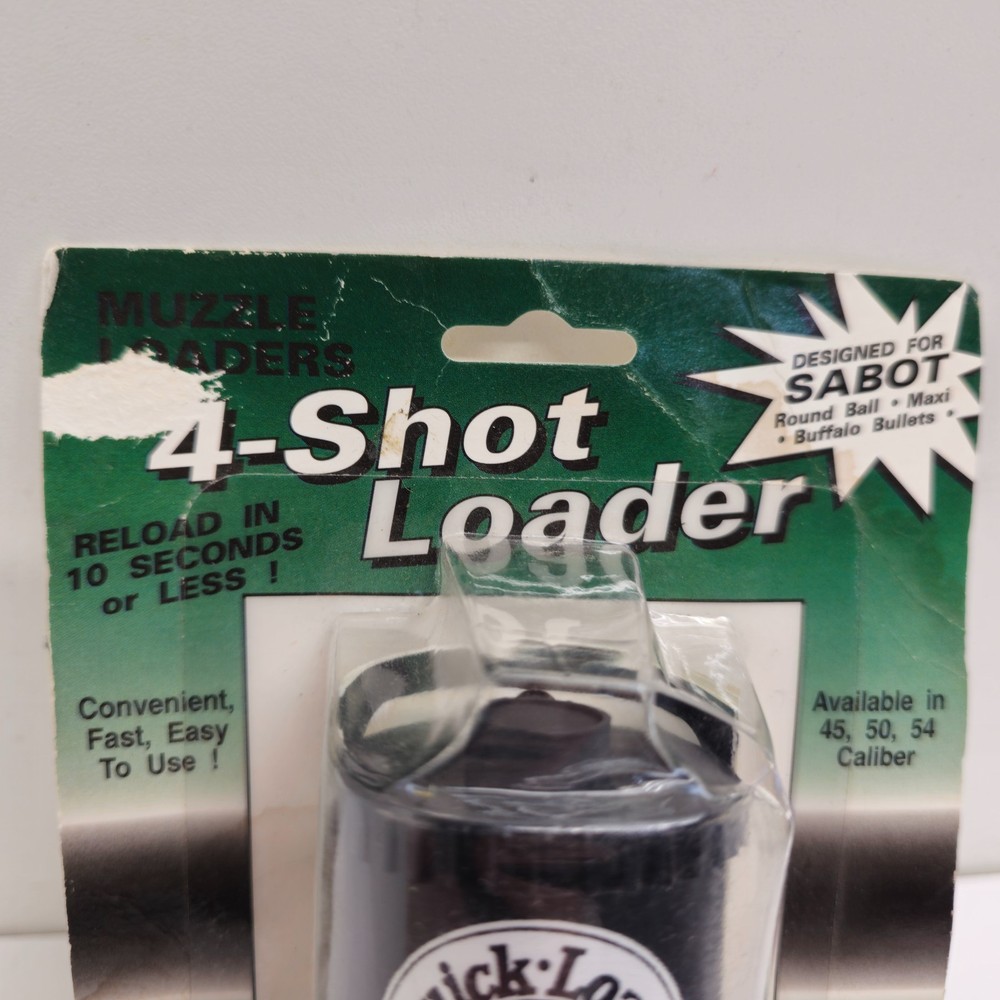 MUZZLE
LOADERS
4-Shot
Loader
DESIGNED FOR
SABOT
Round Ball • Maxi
• Buffalo Bullets •
RELOAD IN
10 SECONDS
or LESS !
Convenient,
Fast, Easy
To Use !
Available in
45, 50, 54
Caliber